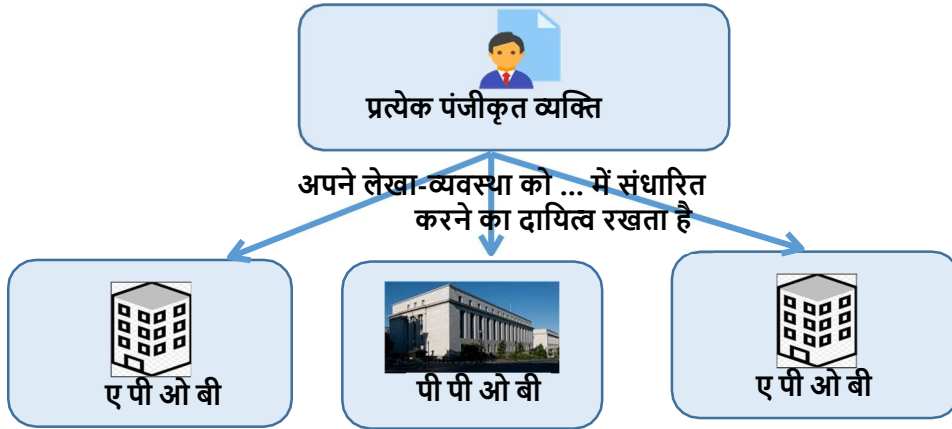 प्रत्येक पंजीकृत व्यक्ति
अपने लेखा-व्यवस्था को ... में संधारित
करने का दायित्व रखता है
ए पी ओ बी
पी पी ओ बी
ए पी ओ बी